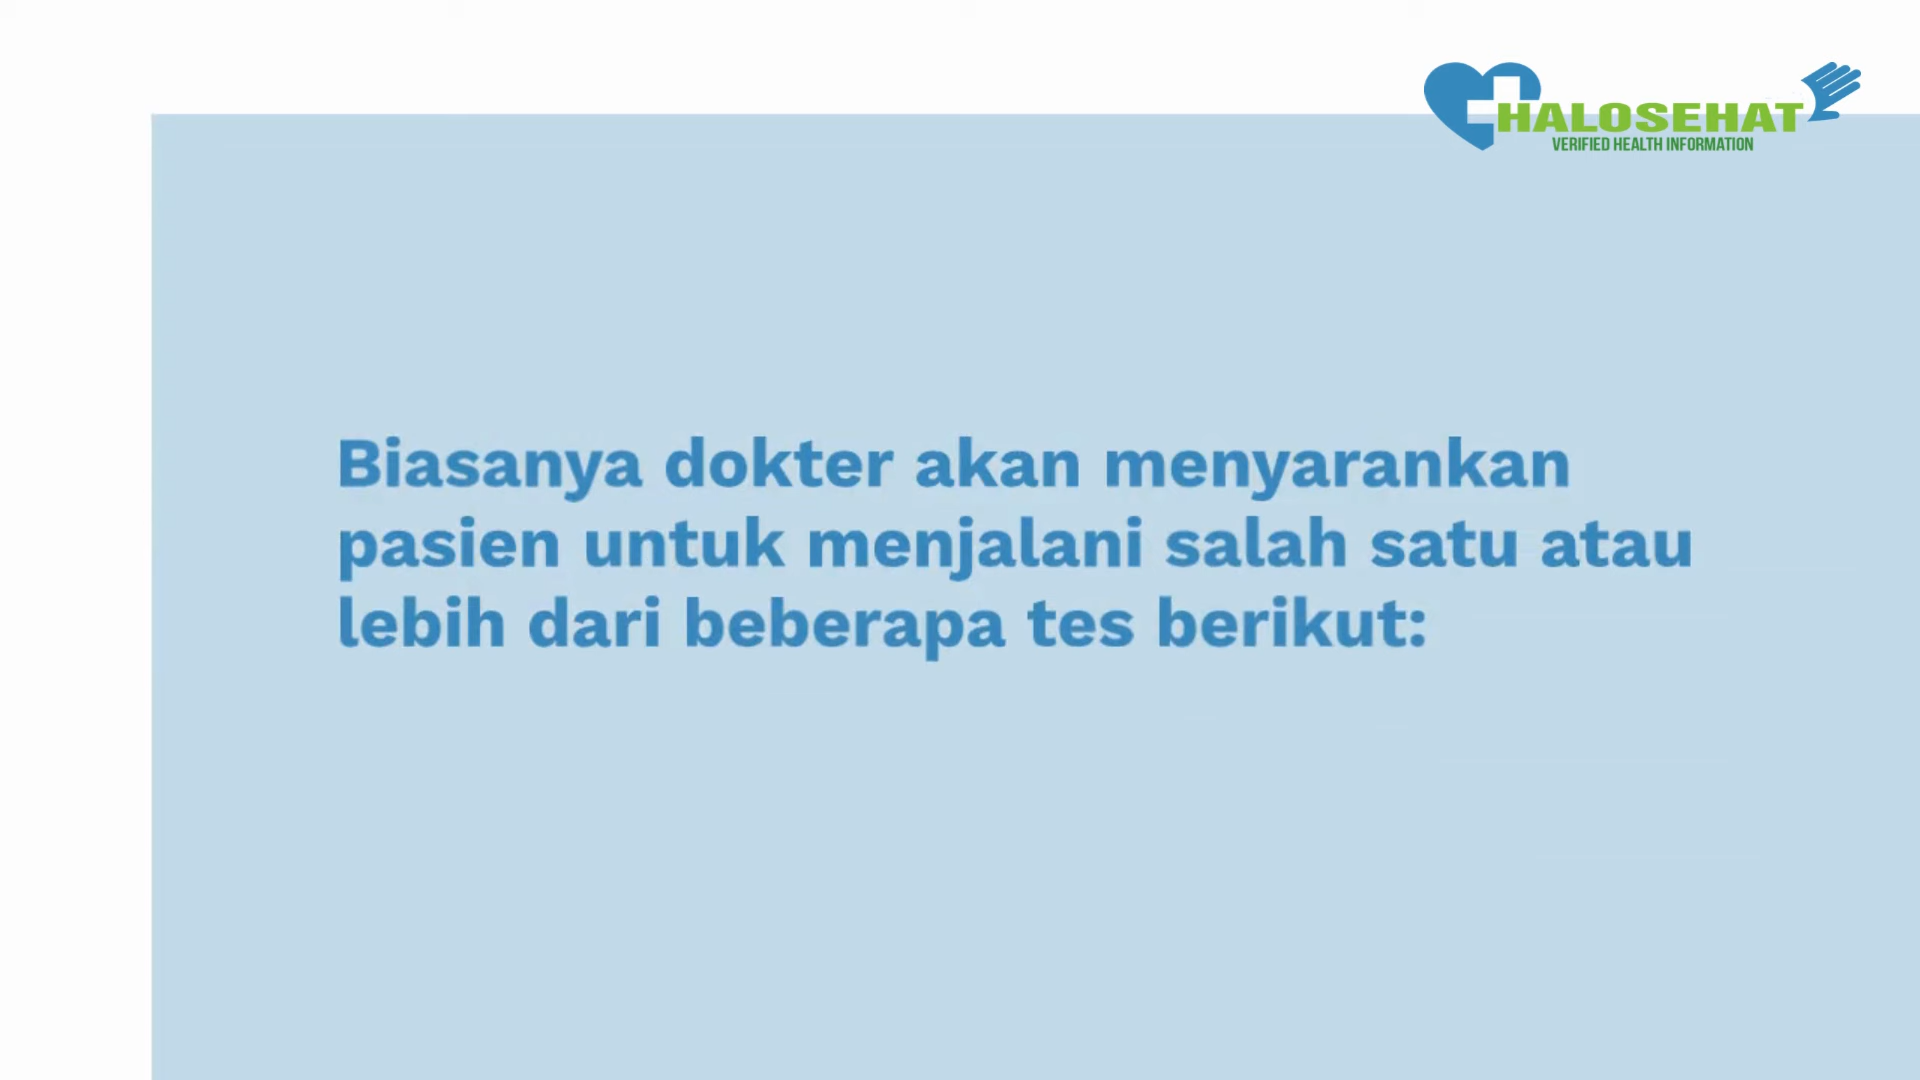 HALOSEHAT
VERIFIED HEALTH INFORMATION
Biasanya dokter akan menyarankan
pasien untuk menjalani salah satu atau
lebih dari beberapa tes berikut: